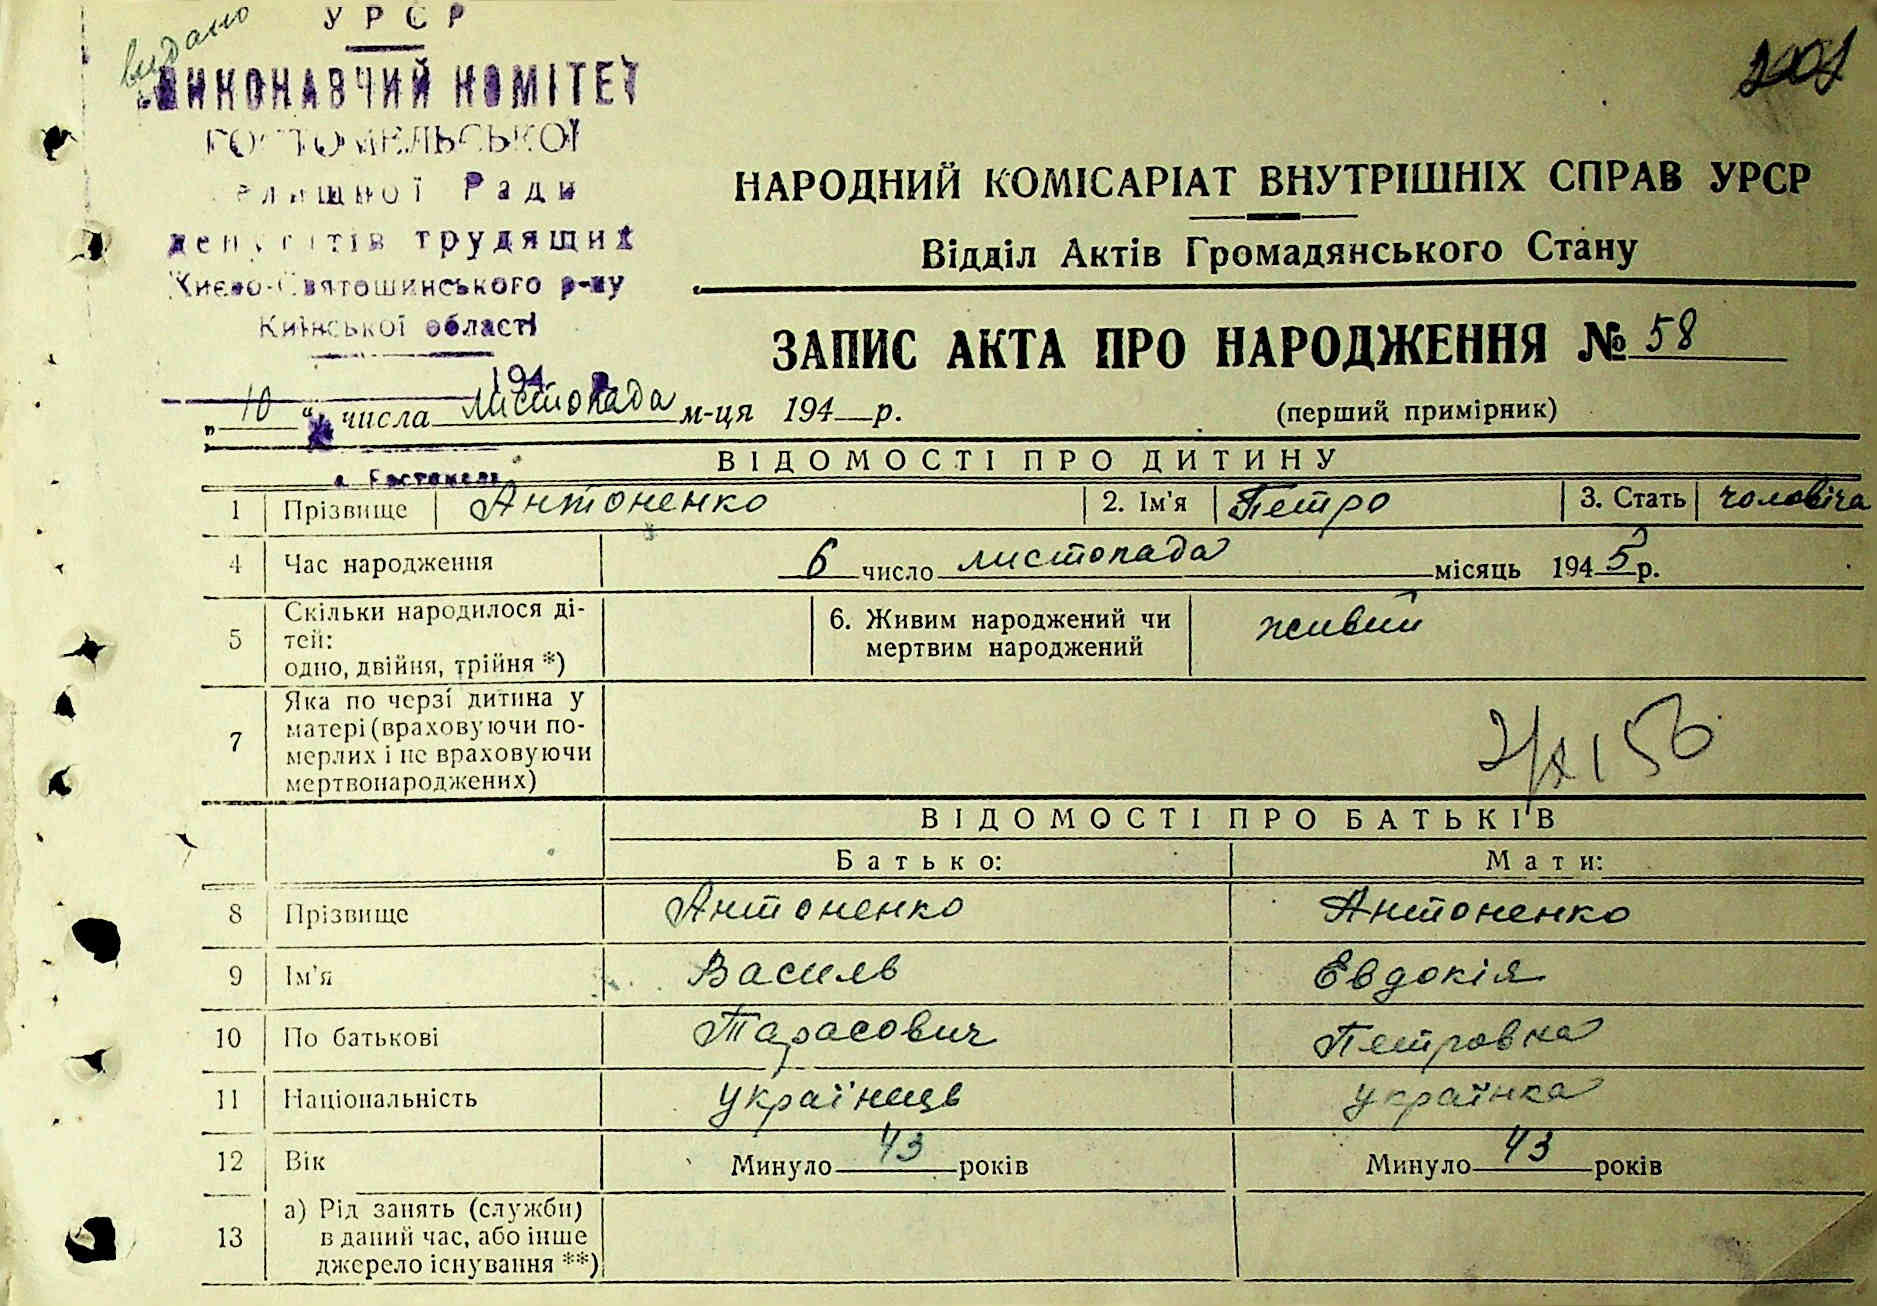 видано
УРСР
ВИКОНАВЧИЙ КОМІТЕТ
ГОСТОМЕЛЬСЬКОЇ
селищної Ради
депутатів трудящих
Києво-Святошинського р-ну
Київської області
194
НАРОДНИЙ КОМІСАРІАТ ВНУТРІШНІХ СПРАВ УРСР
Відділ Актів Громадянського Стану
ЗАПИС АКТА ПРО НАРОДЖЕННЯ № 58
„ 10 “ числа листопада м-ця 194 р.
(перший примірник)
с. Гостомель
ВІДОМОСТІ ПРО ДИТИНУ
1 Прізвище Антоненко 2. Ім'я Петро 3. Стать чоловіча
4 Час народження 6 число листопада місяць 1945 р.
5 Скільки народилося ді-
тей:
одно, двійня, трійня *)
6. Живим народжений чи
мертвим народжений
живий
7 Яка по черзі дитина у
матері (враховуючи по-
мерлих і не враховуючи
мертвонароджених)
ВІДОМОСТІ ПРО БАТЬКІВ
Батько: Мати:
8 Прізвище Антоненко Антоненко
9 Ім'я Василь Евдокія
10 По батькові Тарасович Петровна
11 Національність українець українка
12 Вік Минуло 43 років Минуло 43 років
13 а) Рід занять (служби)
в даний час, або інше
джерело існування **)